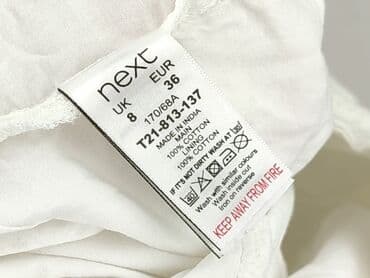 next
UK EUR
8 36
170/68A
T21-813-137
MADE IN INDIA
MAIN
100% COTTON
LINING
100% COTTON
IF IT'S NOT DIRTY WASH AT
Wash with similar colours
Wash inside out
Iron on reverse
KEEP AWAY FROM FIRE